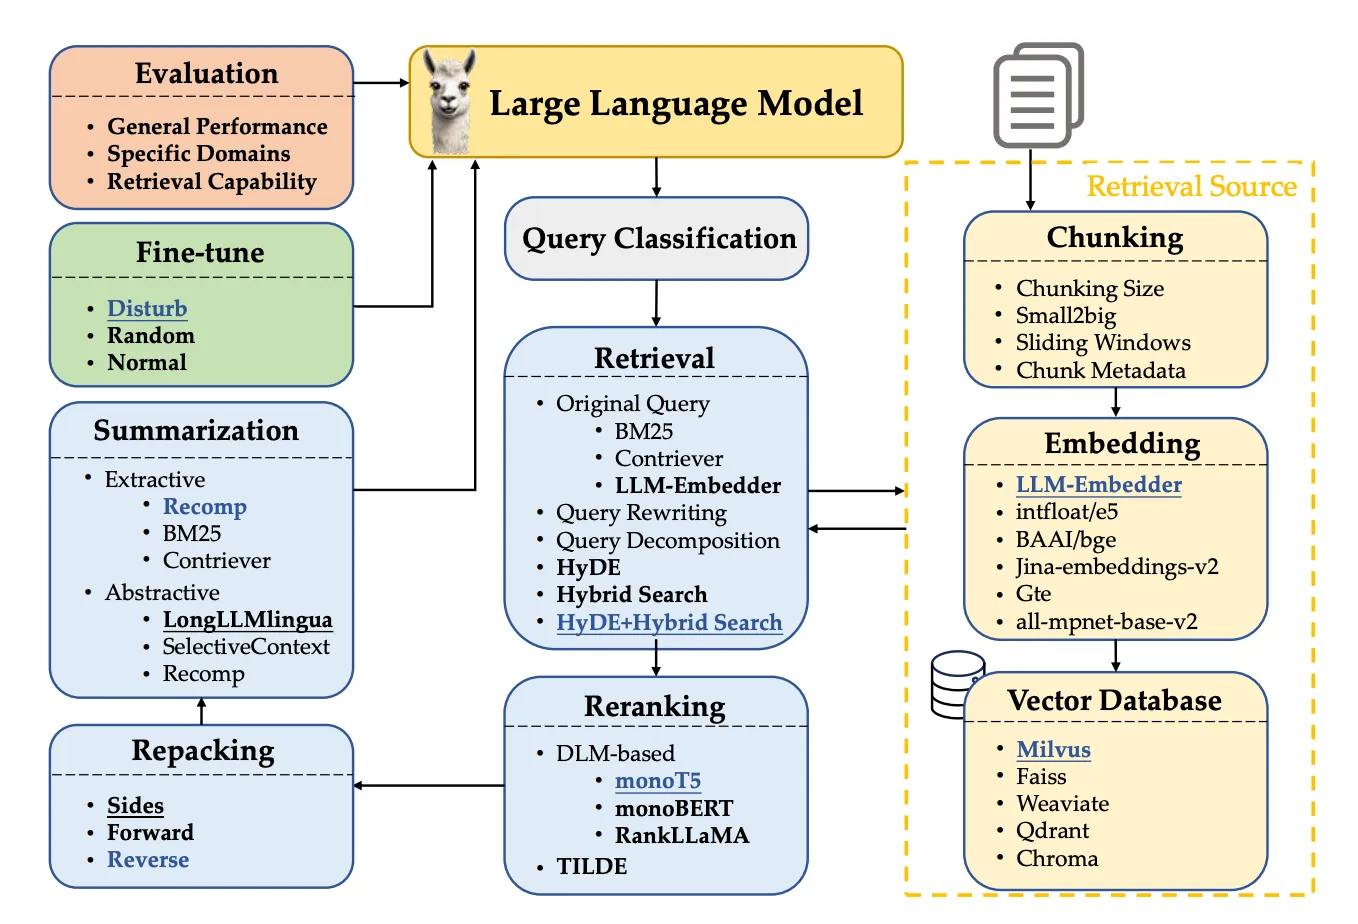 Evaluation
• General Performance
• Specific Domains
• Retrieval Capability
Fine-tune
• Disturb
• Random
• Normal
Summarization
• Extractive
• Recomp
• BM25
• Contriever
• Abstractive
• LongLLMlingua
• SelectiveContext
• Recomp
Repacking
• Sides
• Forward
• Reverse
Large Language Model
Query Classification
Retrieval
• Original Query
• BM25
• Contriever
• LLM-Embedder
• Query Rewriting
• Query Decomposition
• HyDE
• Hybrid Search
• HyDE+Hybrid Search
Reranking
• DLM-based
• monoT5
• monoBERT
• RankLLaMA
• TILDE
Retrieval Source
Chunking
• Chunking Size
• Small2big
• Sliding Windows
• Chunk Metadata
Embedding
• LLM-Embedder
• intfloat/e5
• BAAI/bge
• Jina-embeddings-v2
• Gte
• all-mpnet-base-v2
Vector Database
• Milvus
• Faiss
• Weaviate
• Qdrant
• Chroma